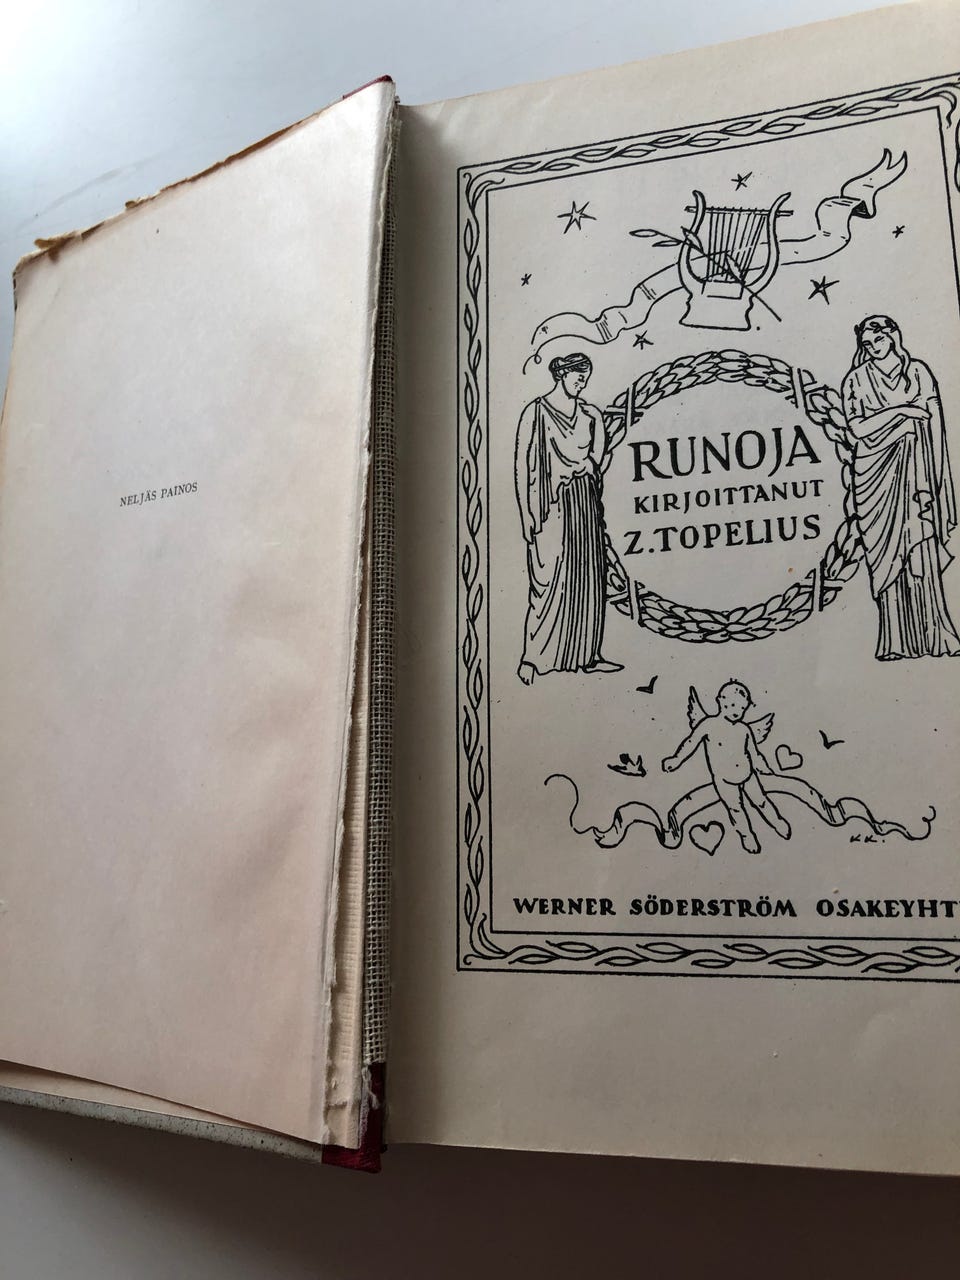 NELJÄS PAINOS
RUNOJA
KIRJOITTANUT
Z. TOPELIUS
K.K.
WERNER SÖDERSTRÖM OSAKEYHT